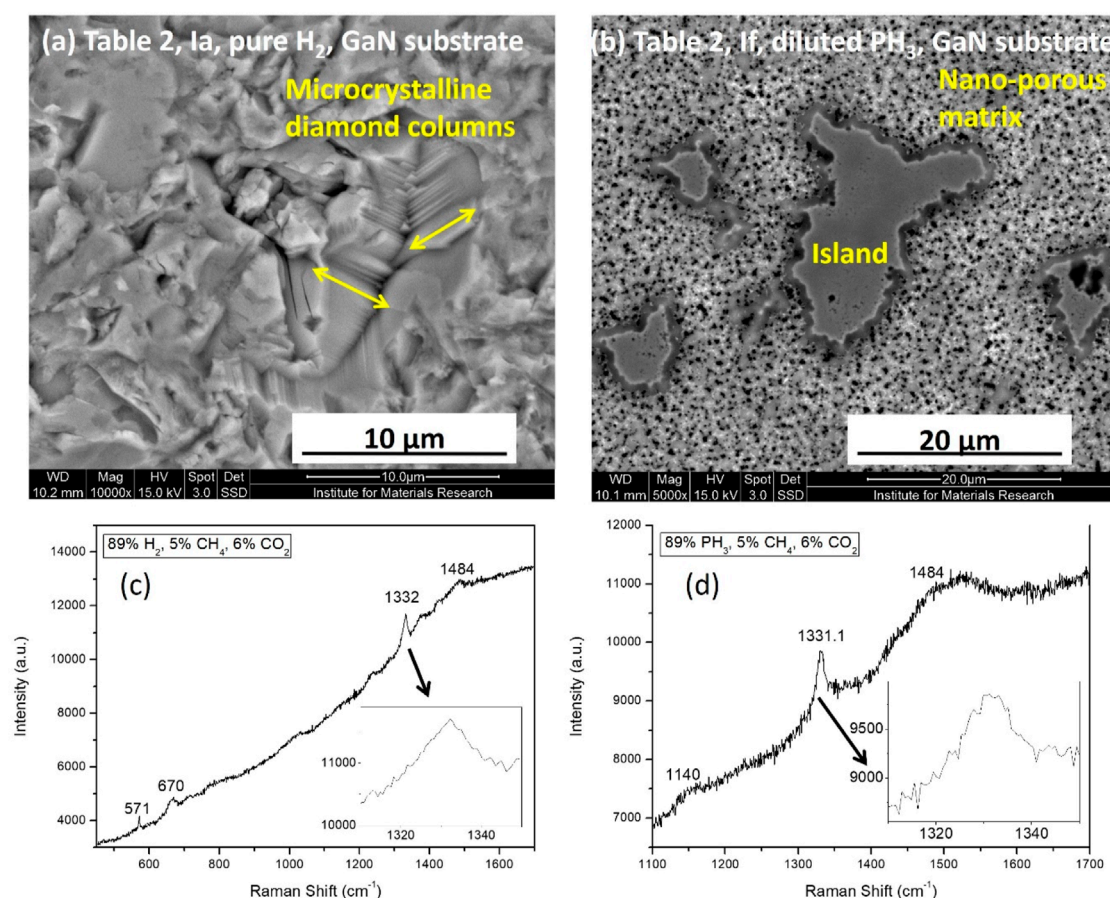 (a) Table 2, Ia, pure H₂, GaN substrate
Microcrystalline
diamond columns
10 µm
WD Mag HV Spot Det
10.2 mm 10000x 15.0 kV 3.0 SSD
10.0µm
Institute for Materials Research
(b) Table 2, If, diluted PH₃, GaN substrate
Nano-porous
matrix
Island
20 µm
WD Mag HV Spot Det
10.1 mm 5000x 15.0 kV 3.0 SSD
20.0µm
Institute for Materials Research
89% H₂, 5% CH₄, 6% CO₂
(c)
1484
1332
670
571
14000
12000
10000
8000
6000
4000
Intensity (a.u.)
11000
10000
1320 1340
600 800 1000 1200 1400 1600
Raman Shift (cm⁻¹)
89% PH₃, 5% CH₄, 6% CO₂
(d)
1484
1331.1
1140
12000
11000
10000
9000
8000
7000
Intensity (a.u.)
9500
9000
1320 1340
1100 1200 1300 1400 1500 1600 1700
Raman Shift (cm⁻¹)